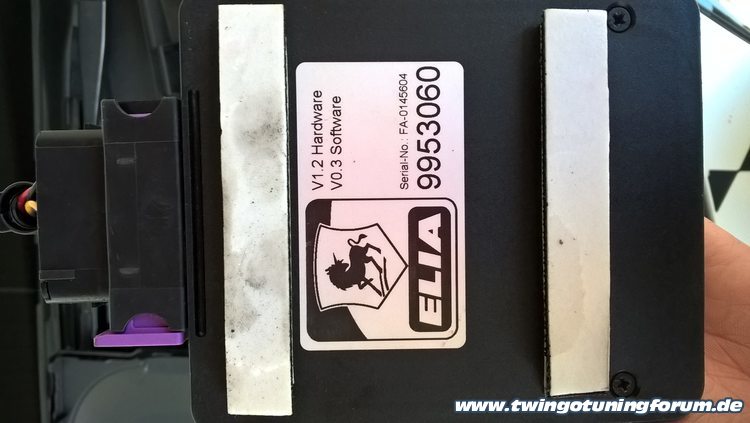 V1.2 Hardware
V0.3 Software
Serial-No.: FA-0145604
9953060
ELIA
www.twingotuningforum.de